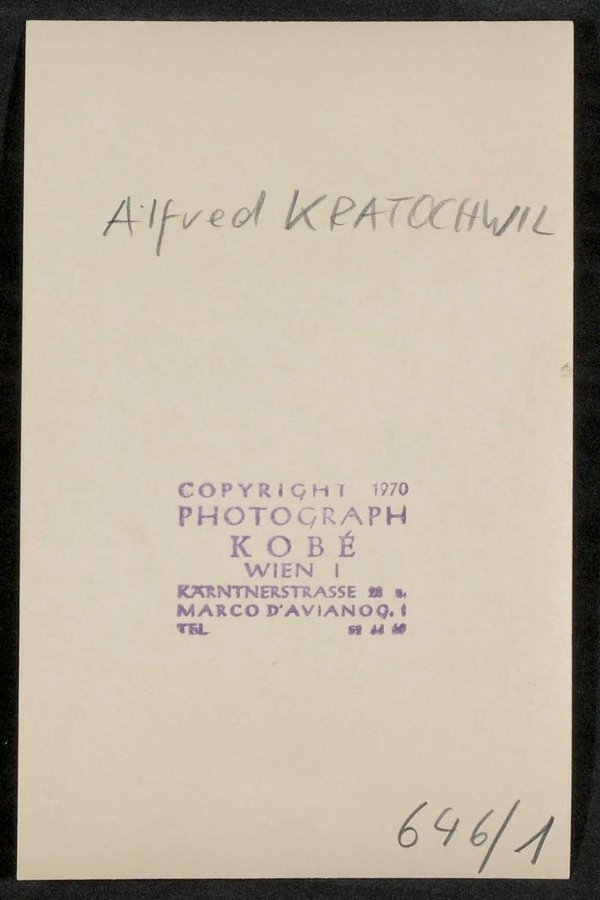 Alfred KRATOCHWIL
COPYRIGHT 1970
PHOTOGRAPH
KOBÉ
WIEN I
KÄRNTNERSTRASSE
MARCO D'AVIANOG. 1
TEL
646/1